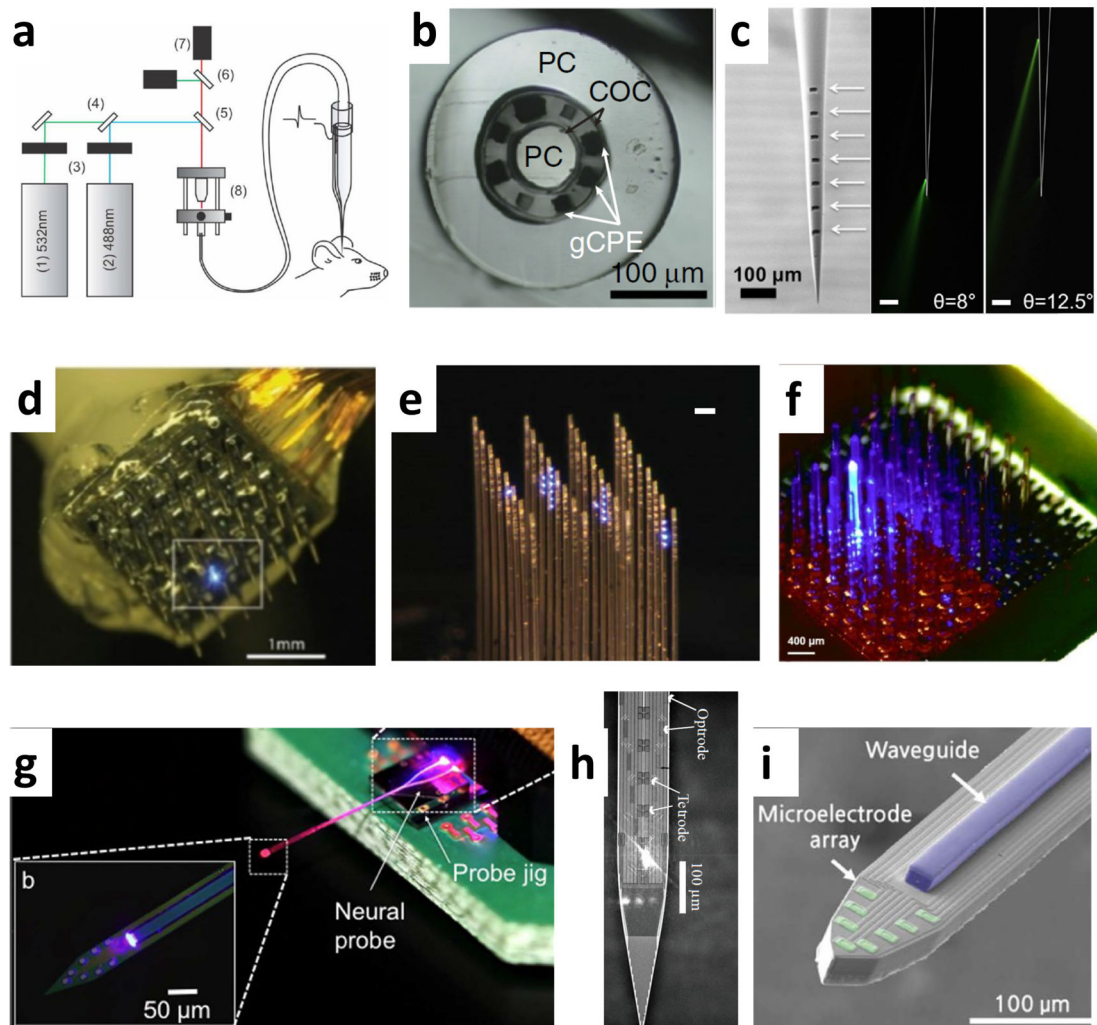 a
(7)
(6)
(4)
(5)
(3)
(8)
(1) 532nm
(2) 488nm
b
PC
COC
PC
gCPE
100 μm
c
100 μm
θ=8°
θ=12.5°
d
1mm
e
f
400 μm
g
b
50 μm
Neural
probe
Probe jig
h
Optrode
Tetrode
100 μm
i
Waveguide
Microelectrode
array
100 μm